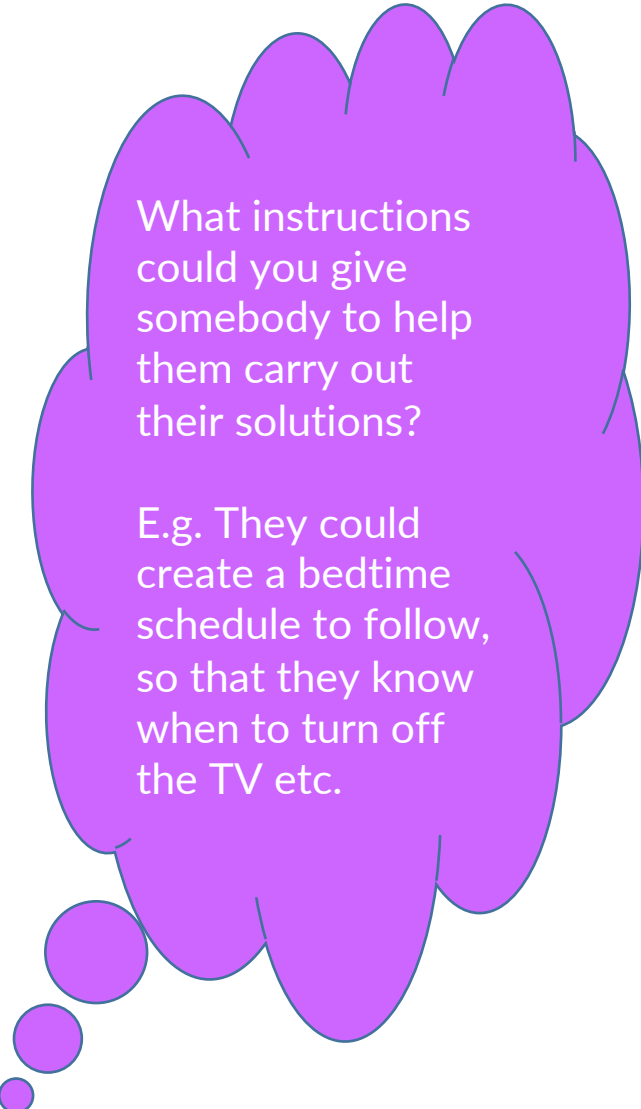 What instructions
could you give
somebody to help
them carry out
their solutions?
E.g. They could
create a bedtime
schedule to follow,
so that they know
when to turn off
the TV etc.